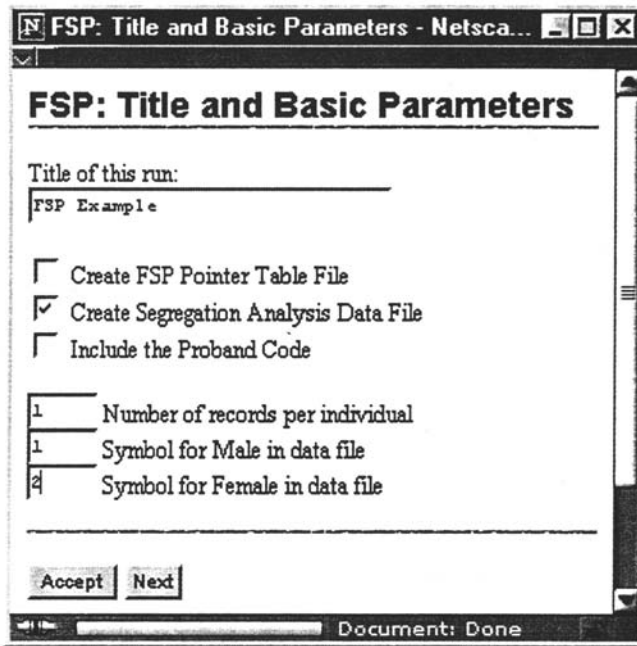 FSP: Title and Basic Parameters - Netsca...
FSP: Title and Basic Parameters
Title of this run:
FSP Example
Create FSP Pointer Table File
Create Segregation Analysis Data File
Include the Proband Code
1 Number of records per individual
1 Symbol for Male in data file
2 Symbol for Female in data file
Accept Next
Document: Done